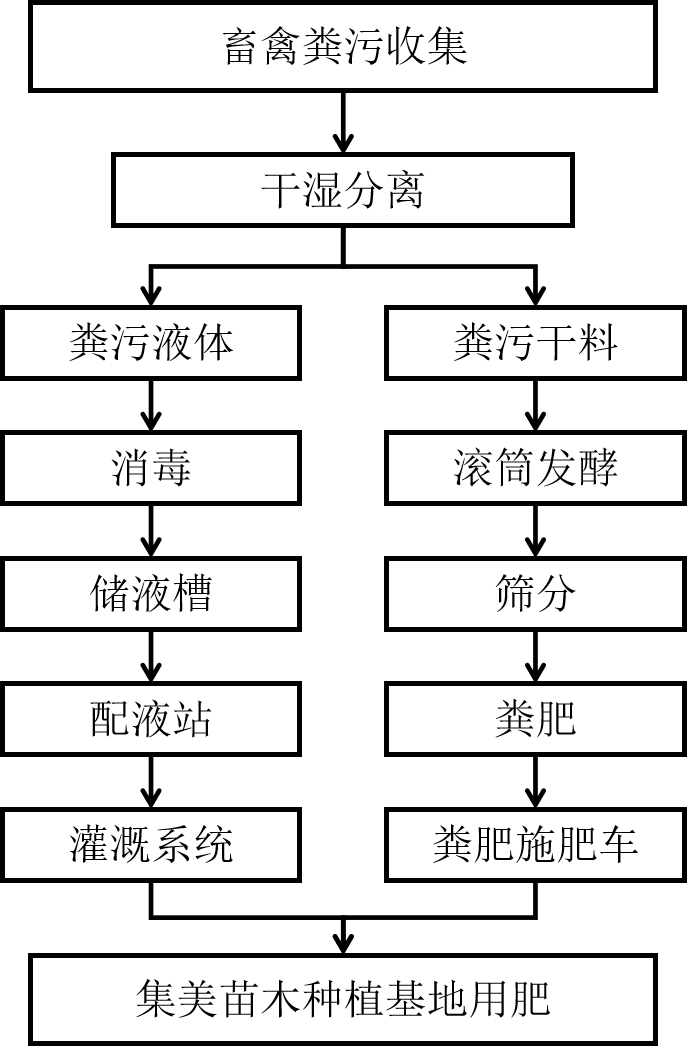 畜禽粪污收集
干湿分离
粪污液体
粪污干料
消毒
滚筒发酵
储液槽
筛分
配液站
粪肥
灌溉系统
粪肥施肥车
集美苗木种植基地用肥